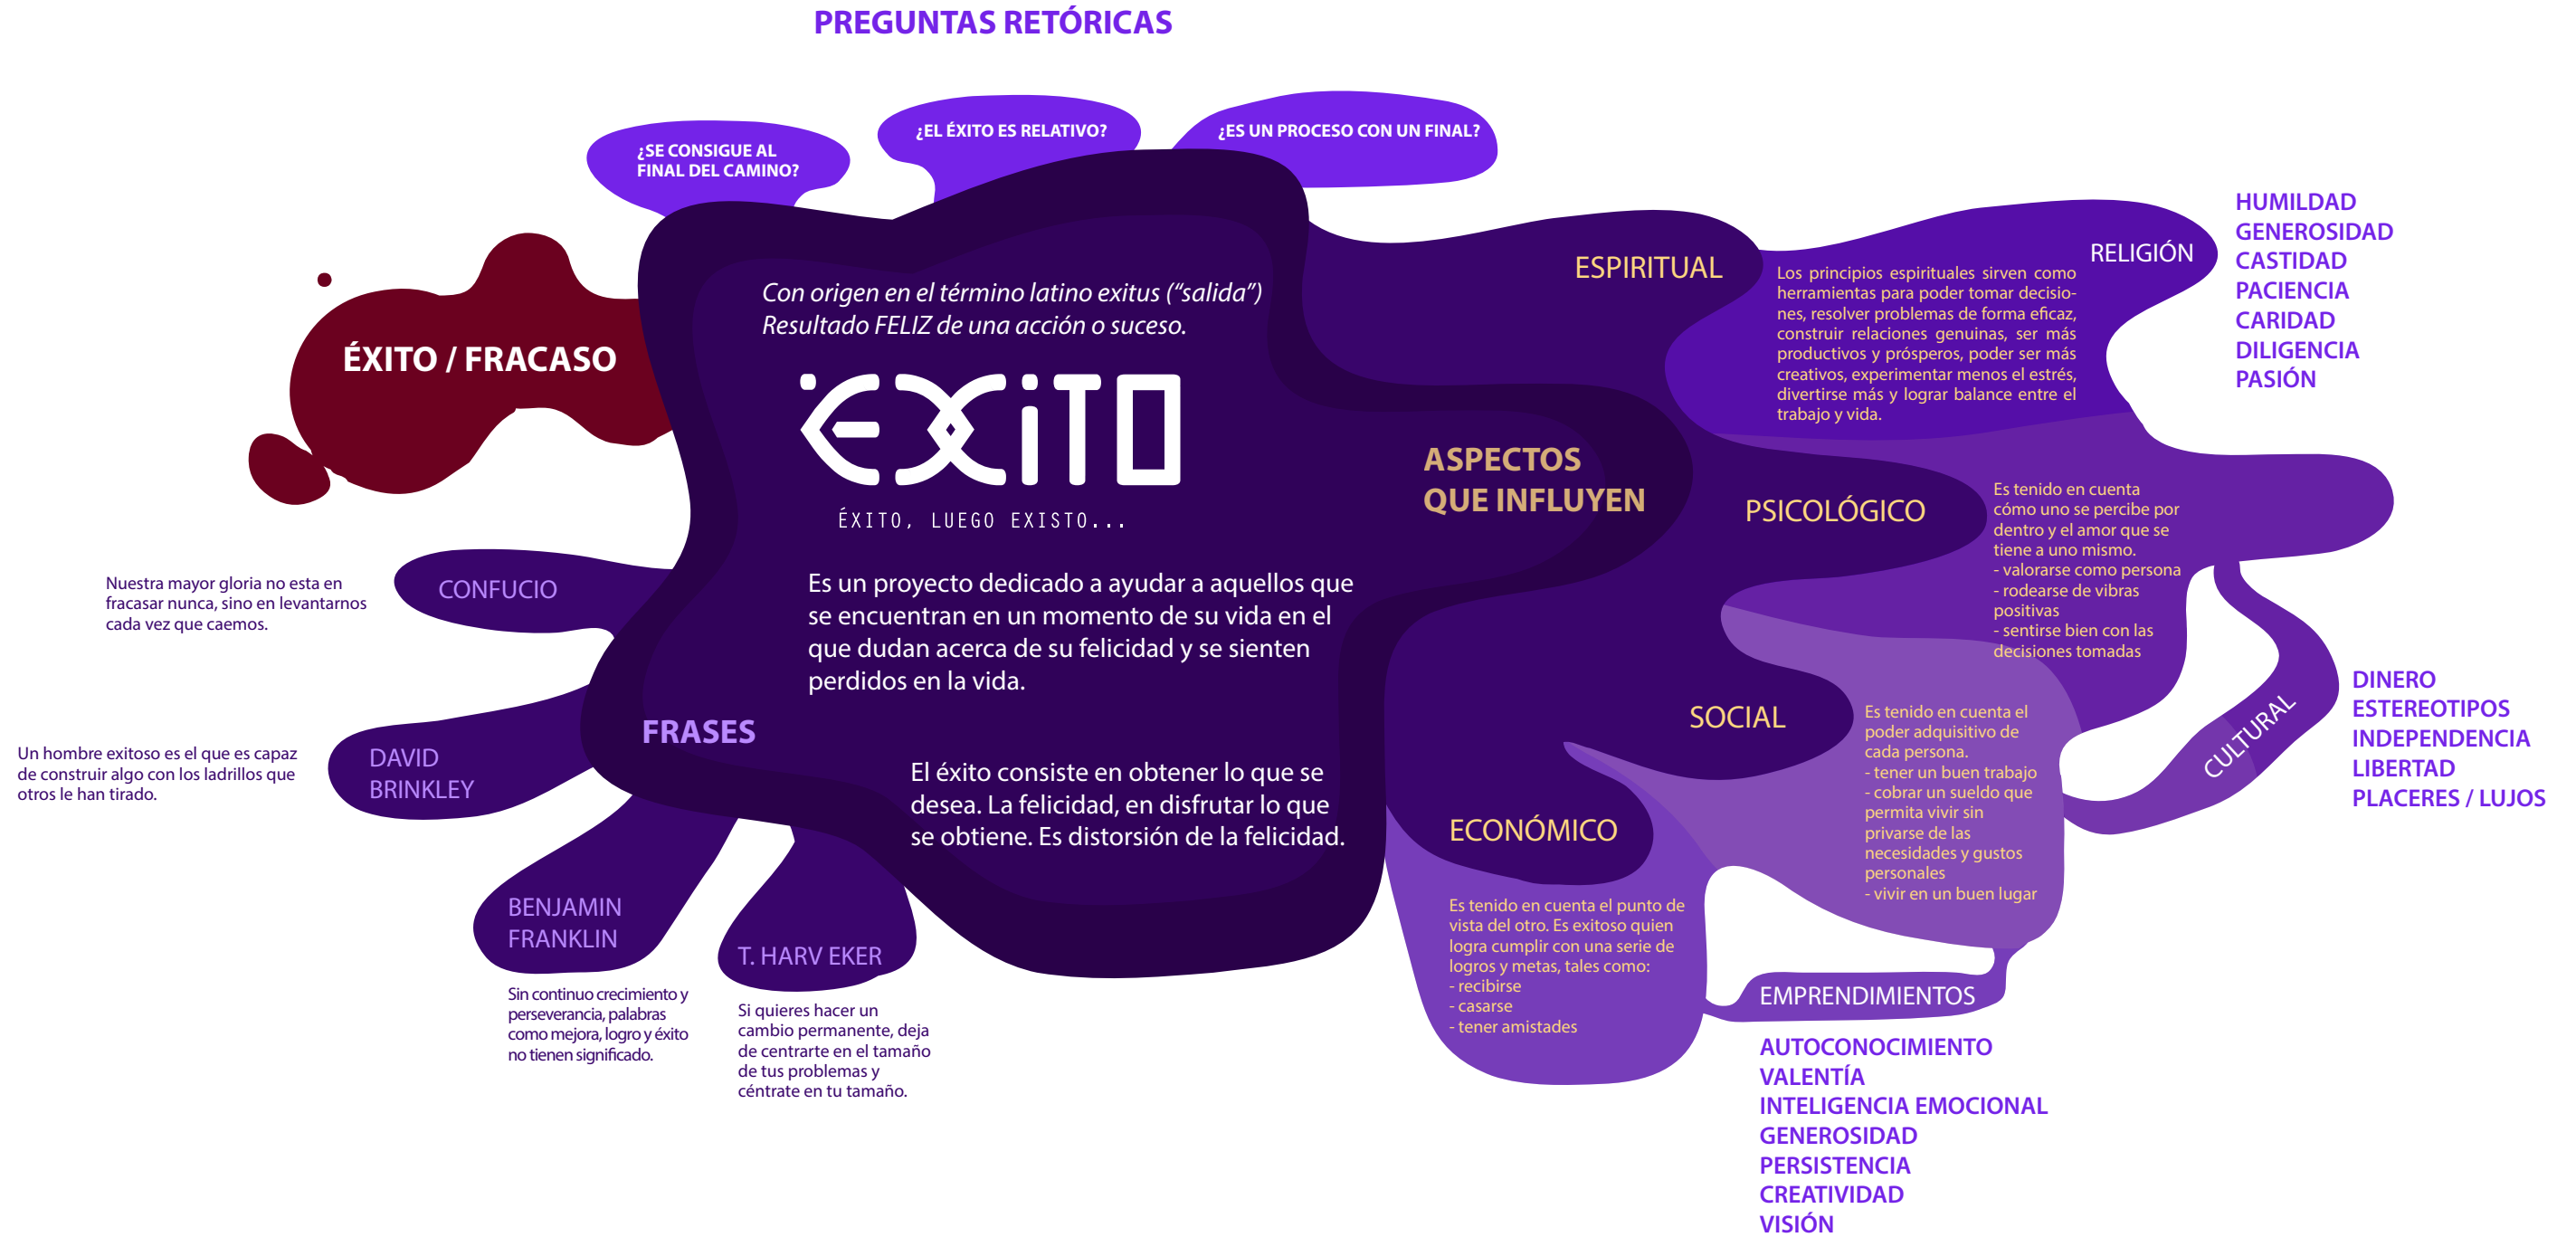 PREGUNTAS RETÓRICAS
¿SE CONSIGUE AL
FINAL DEL CAMINO?
¿EL ÉXITO ES RELATIVO?
¿ES UN PROCESO CON UN FINAL?
ÉXITO / FRACASO
Con origen en el término latino exitus (“salida”)
Resultado FELIZ de una acción o suceso.
ÉXiTO
ÉXITO, LUEGO EXISTO...
Es un proyecto dedicado a ayudar a aquellos que
se encuentran en un momento de su vida en el
que dudan acerca de su felicidad y se sienten
perdidos en la vida.
El éxito consiste en obtener lo que se
desea. La felicidad, en disfrutar lo que
se obtiene. Es distorsión de la felicidad.
FRASES
CONFUCIO
Nuestra mayor gloria no esta en
fracasar nunca, sino en levantarnos
cada vez que caemos.
DAVID
BRINKLEY
Un hombre exitoso es el que es capaz
de construir algo con los ladrillos que
otros le han tirado.
BENJAMIN
FRANKLIN
Sin continuo crecimiento y
perseverancia, palabras
como mejora, logro y éxito
no tienen significado.
T. HARV EKER
Si quieres hacer un
cambio permanente, deja
de centrarte en el tamaño
de tus problemas y
céntrate en tu tamaño.
ASPECTOS
QUE INFLUYEN
ESPIRITUAL
Los principios espirituales sirven como
herramientas para poder tomar decisio-
nes, resolver problemas de forma eficaz,
construir relaciones genuinas, ser más
productivos y prósperos, poder ser más
creativos, experimentar menos el estrés,
divertirse más y lograr balance entre el
trabajo y vida.
RELIGIÓN
HUMILDAD
GENEROSIDAD
CASTIDAD
PACIENCIA
CARIDAD
DILIGENCIA
PASIÓN
PSICOLÓGICO
Es tenido en cuenta
cómo uno se percibe por
dentro y el amor que se
tiene a uno mismo.
- valorarse como persona
- rodearse de vibras
positivas
- sentirse bien con las
decisiones tomadas
CULTURAL
DINERO
ESTEREOTIPOS
INDEPENDENCIA
LIBERTAD
PLACERES / LUJOS
SOCIAL
Es tenido en cuenta el
poder adquisitivo de
cada persona.
- tener un buen trabajo
- cobrar un sueldo que
permita vivir sin
privarse de las
necesidades y gustos
personales
- vivir en un buen lugar
ECONÓMICO
Es tenido en cuenta el punto de
vista del otro. Es exitoso quien
logra cumplir con una serie de
logros y metas, tales como:
- recibirse
- casarse
- tener amistades
EMPRENDIMIENTOS
AUTOCONOCIMIENTO
VALENTÍA
INTELIGENCIA EMOCIONAL
GENEROSIDAD
PERSISTENCIA
CREATIVIDAD
VISIÓN